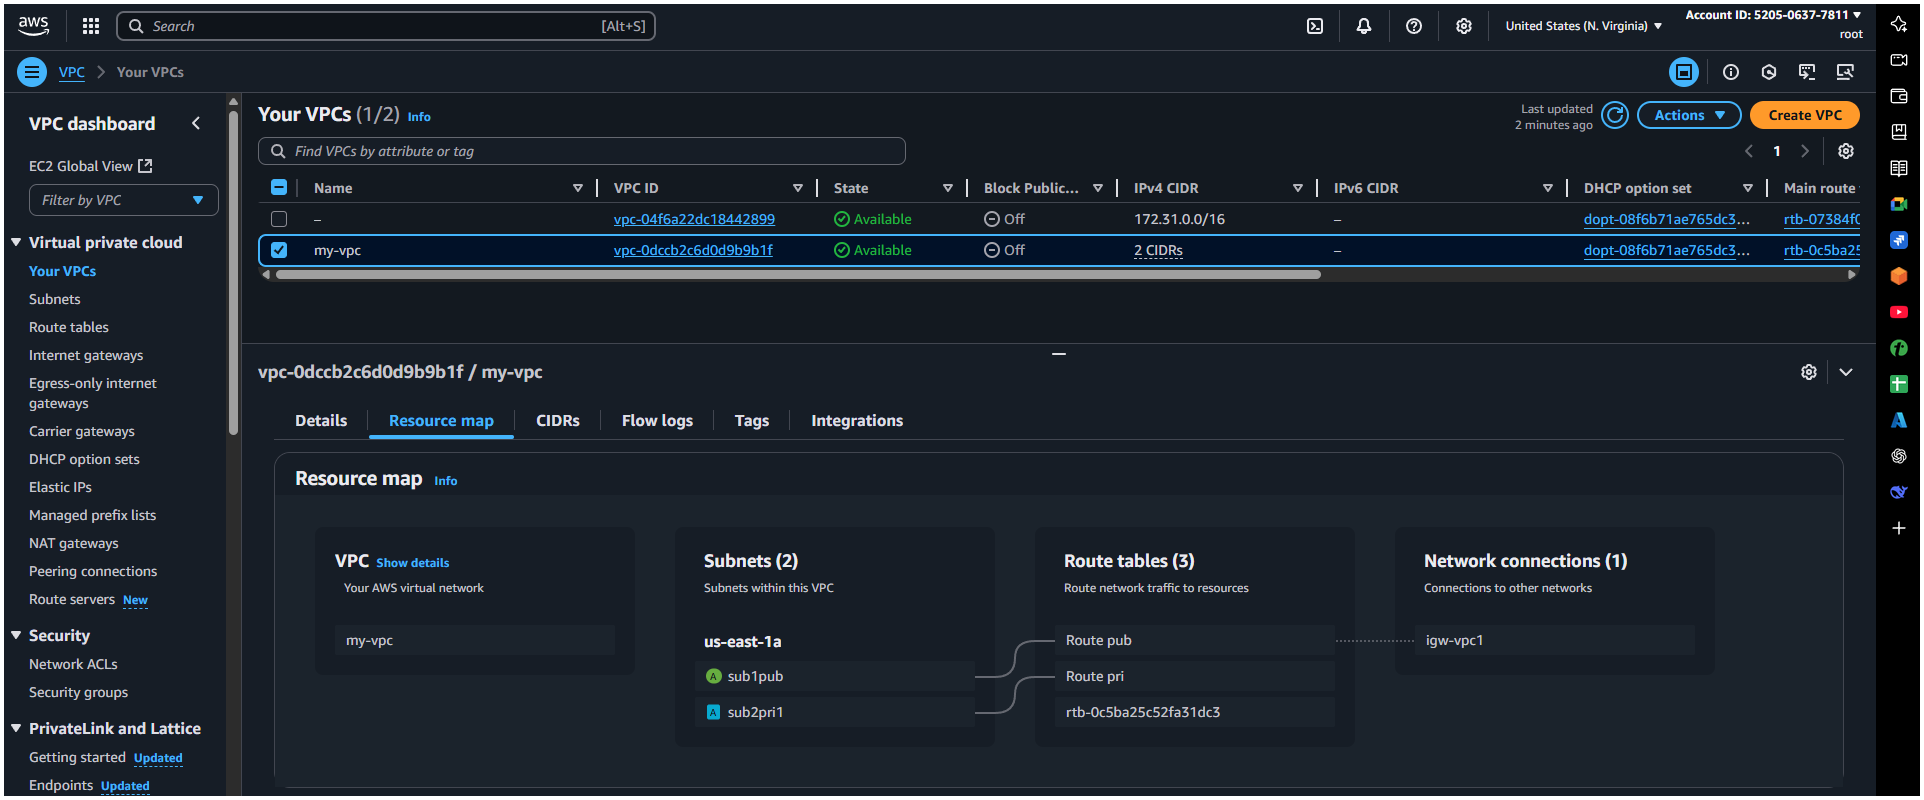 aws
Search [Alt+S]
United States (N. Virginia)
Account ID: 5205-0637-7811
root
VPC > Your VPCs
VPC dashboard
EC2 Global View
Filter by VPC
Virtual private cloud
Your VPCs
Subnets
Route tables
Internet gateways
Egress-only internet
gateways
Carrier gateways
DHCP option sets
Elastic IPs
Managed prefix lists
NAT gateways
Peering connections
Route servers New
Security
Network ACLs
Security groups
PrivateLink and Lattice
Getting started Updated
Endpoints Updated
Your VPCs (1/2) Info
Last updated
2 minutes ago
Actions
Create VPC
Find VPCs by attribute or tag
1
Name VPC ID State Block Public... IPv4 CIDR IPv6 CIDR DHCP option set Main route
– vpc-04f6a22dc18442899 Available Off 172.31.0.0/16 – dopt-08f6b71ae765dc3... rtb-07384f0
my-vpc vpc-0dccb2c6d0d9b9b1f Available Off 2 CIDRs – dopt-08f6b71ae765dc3... rtb-0c5ba25
vpc-0dccb2c6d0d9b9b1f / my-vpc
Details Resource map CIDRs Flow logs Tags Integrations
Resource map Info
VPC Show details
Your AWS virtual network
my-vpc
Subnets (2)
Subnets within this VPC
us-east-1a
A sub1pub
A sub2pri1
Route tables (3)
Route network traffic to resources
Route pub
Route pri
rtb-0c5ba25c52fa31dc3
Network connections (1)
Connections to other networks
igw-vpc1